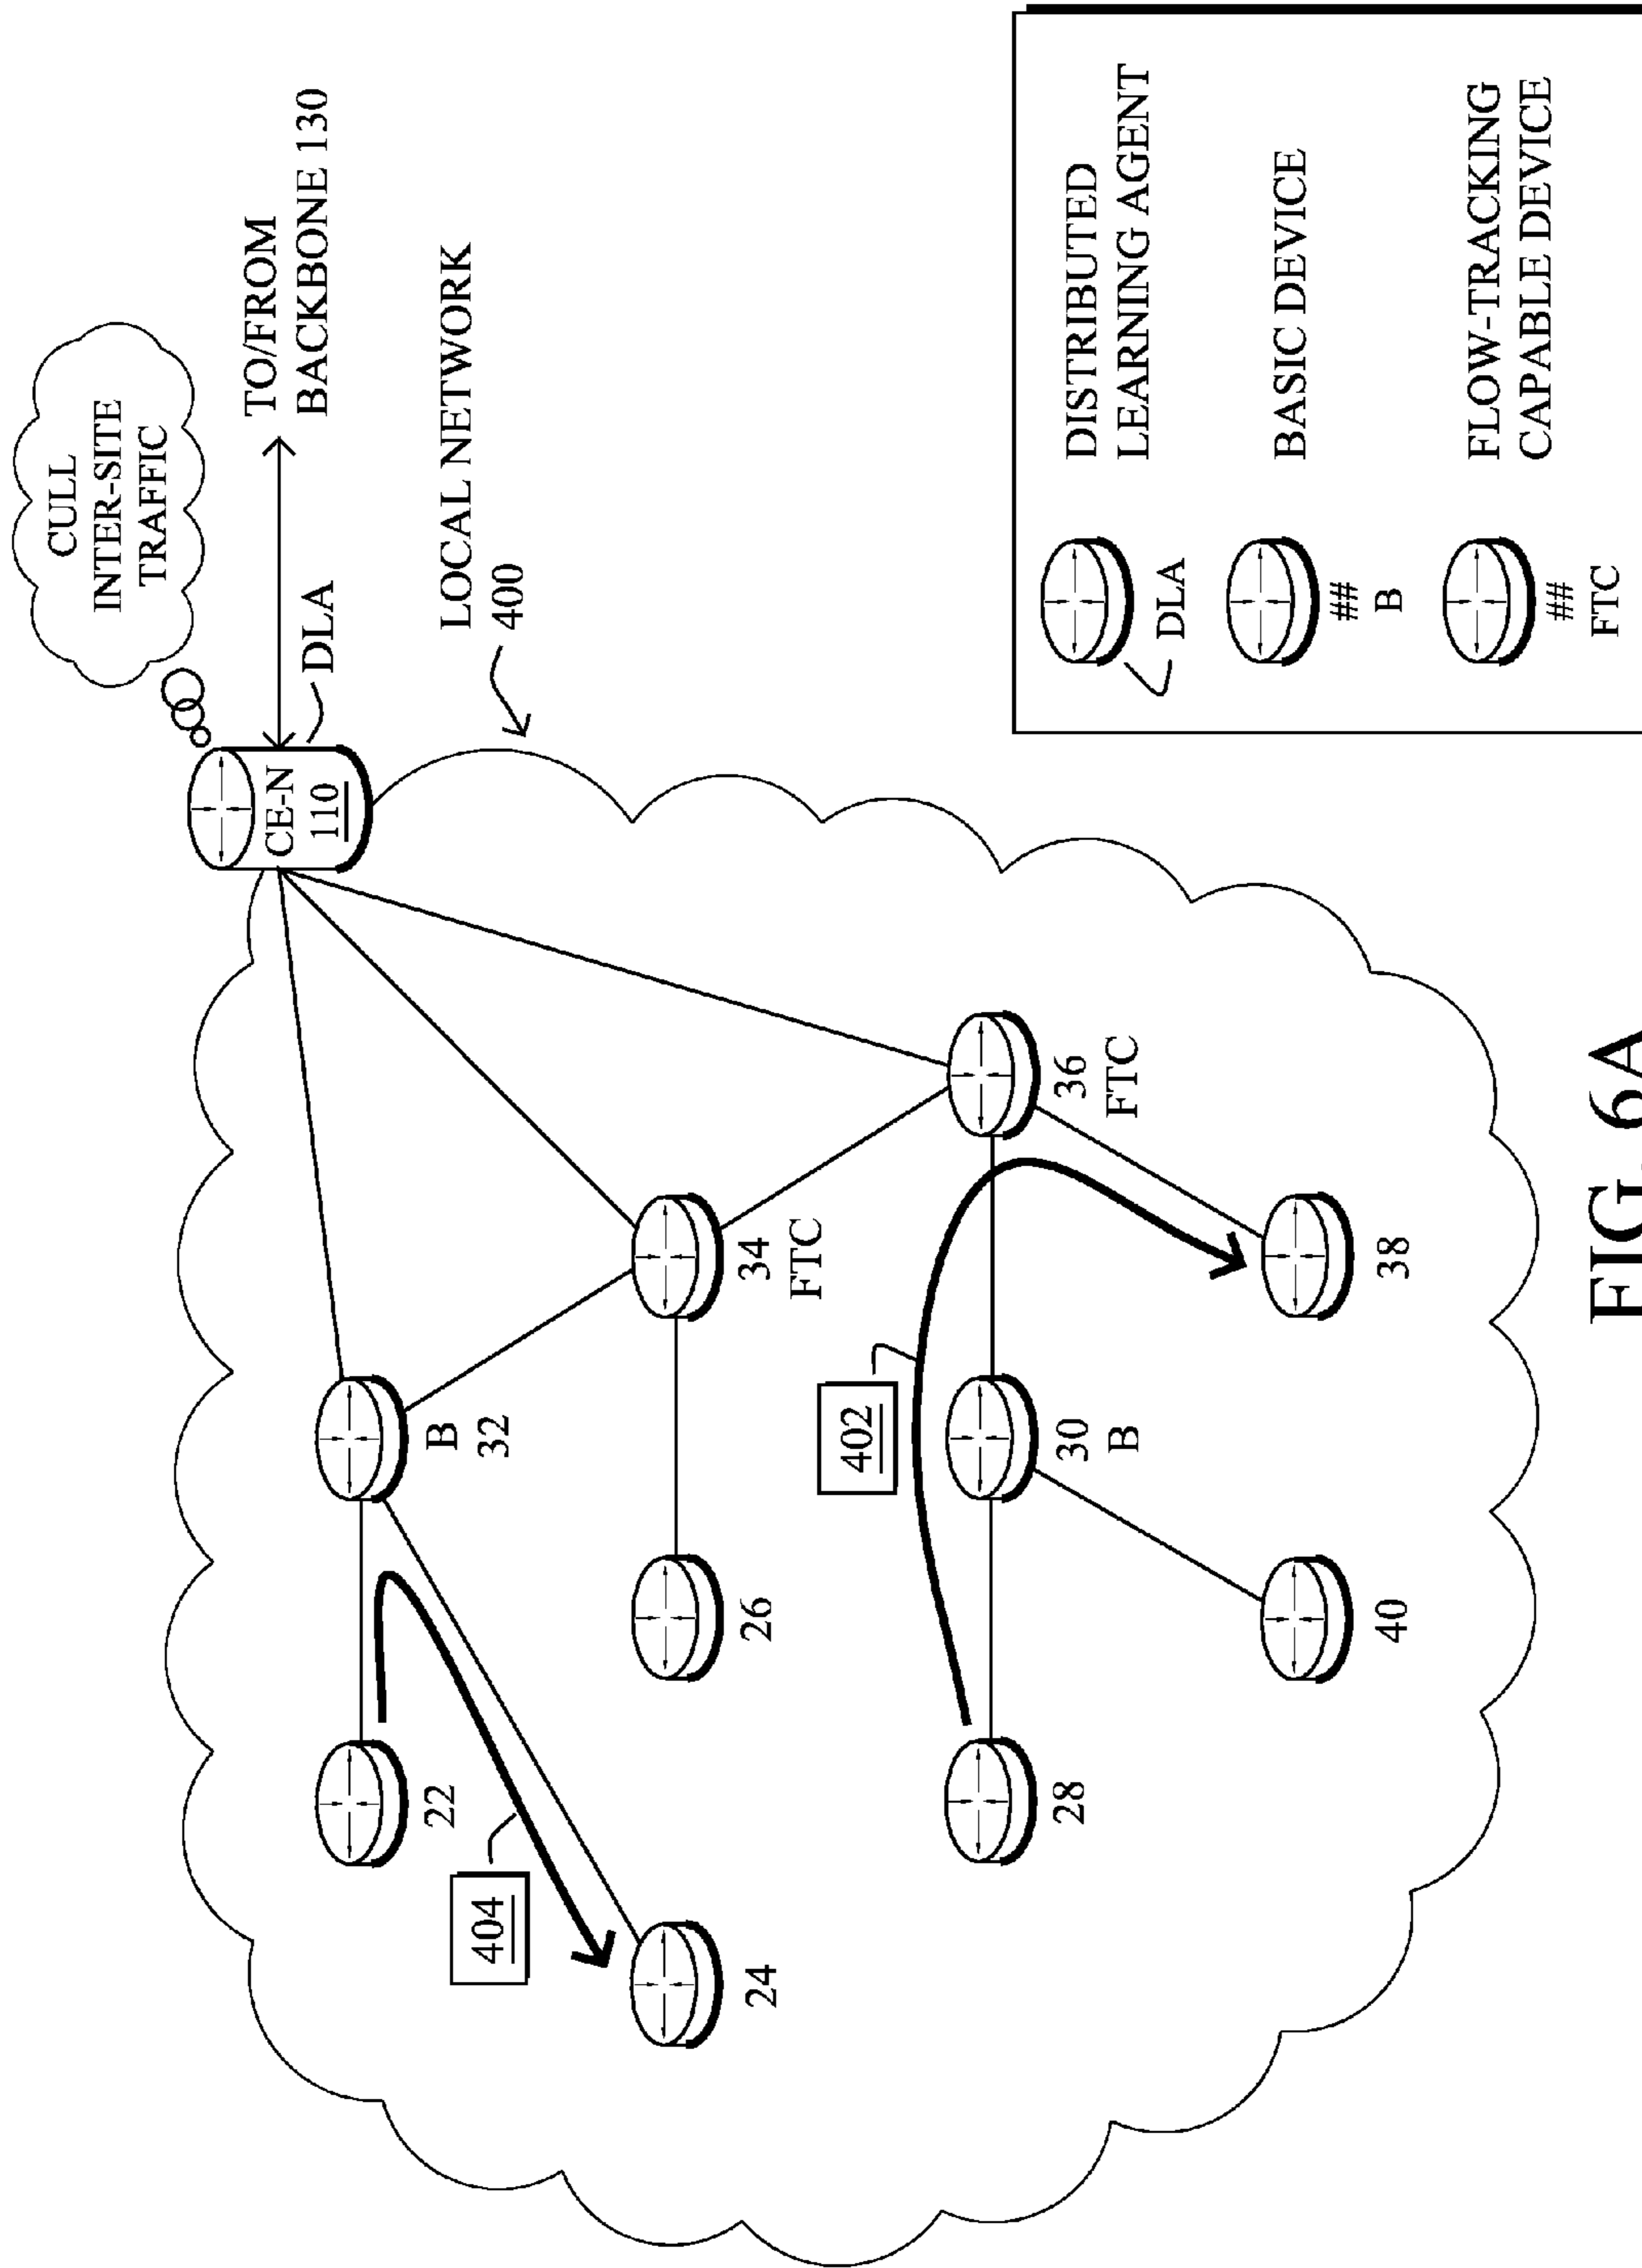 CULL
INTER-SITE
TRAFFIC
TO/FROM
BACKBONE 130
CE-N
110
DLA
LOCAL NETWORK
400
22
B
32
404
24
34
FTC
26
402
36
FTC
28
30
B
40
38
DLA
DISTRIBUTED
LEARNING AGENT
##
B
BASIC DEVICE
##
FTC
FLOW-TRACKING
CAPABLE DEVICE
FIG. 6A